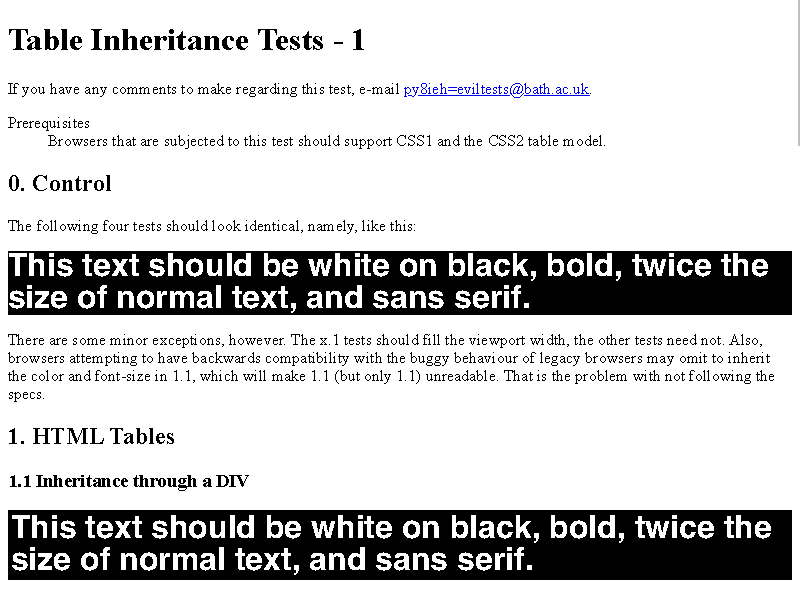 Table Inheritance Tests - 1
If you have any comments to make regarding this test, e-mail py8ieh=eviltests@bath.ac.uk.
Prerequisites
Browsers that are subjected to this test should support CSS1 and the CSS2 table model.
0. Control
The following four tests should look identical, namely, like this:
This text should be white on black, bold, twice the
size of normal text, and sans serif.
There are some minor exceptions, however. The x.1 tests should fill the viewport width, the other tests need not. Also,
browsers attempting to have backwards compatibility with the buggy behaviour of legacy browsers may omit to inherit
the color and font-size in 1.1, which will make 1.1 (but only 1.1) unreadable. That is the problem with not following the
specs.
1. HTML Tables
1.1 Inheritance through a DIV
This text should be white on black, bold, twice the
size of normal text, and sans serif.